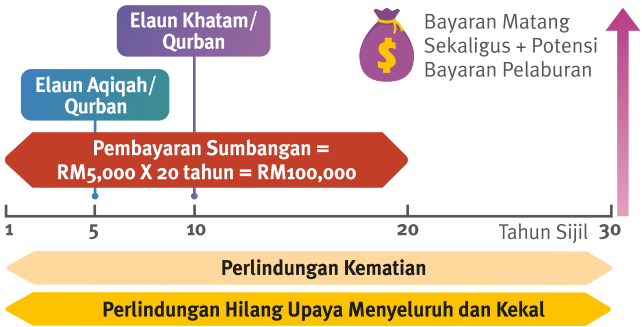 Elaun Khatam/
Qurban
Bayaran Matang
Sekaligus + Potensi
Bayaran Pelaburan
$
Elaun Aqiqah/
Qurban
Pembayaran Sumbangan =
RM5,000 X 20 tahun = RM100,000
1 5 10 20 Tahun Sijil 30
Perlindungan Kematian
Perlindungan Hilang Upaya Menyeluruh dan Kekal